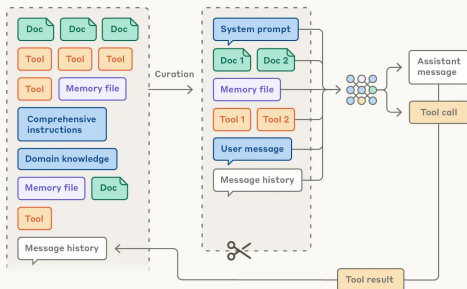 Doc Doc Doc
Tool Tool Tool
Tool Memory file
Comprehensive
instructions
Domain knowledge
Memory file Doc
Tool
Message history
Curation
System prompt
Doc 1 Doc 2
Memory file
Tool 1 Tool 2
User message
Message history
Assistant
message
Tool call
Tool result